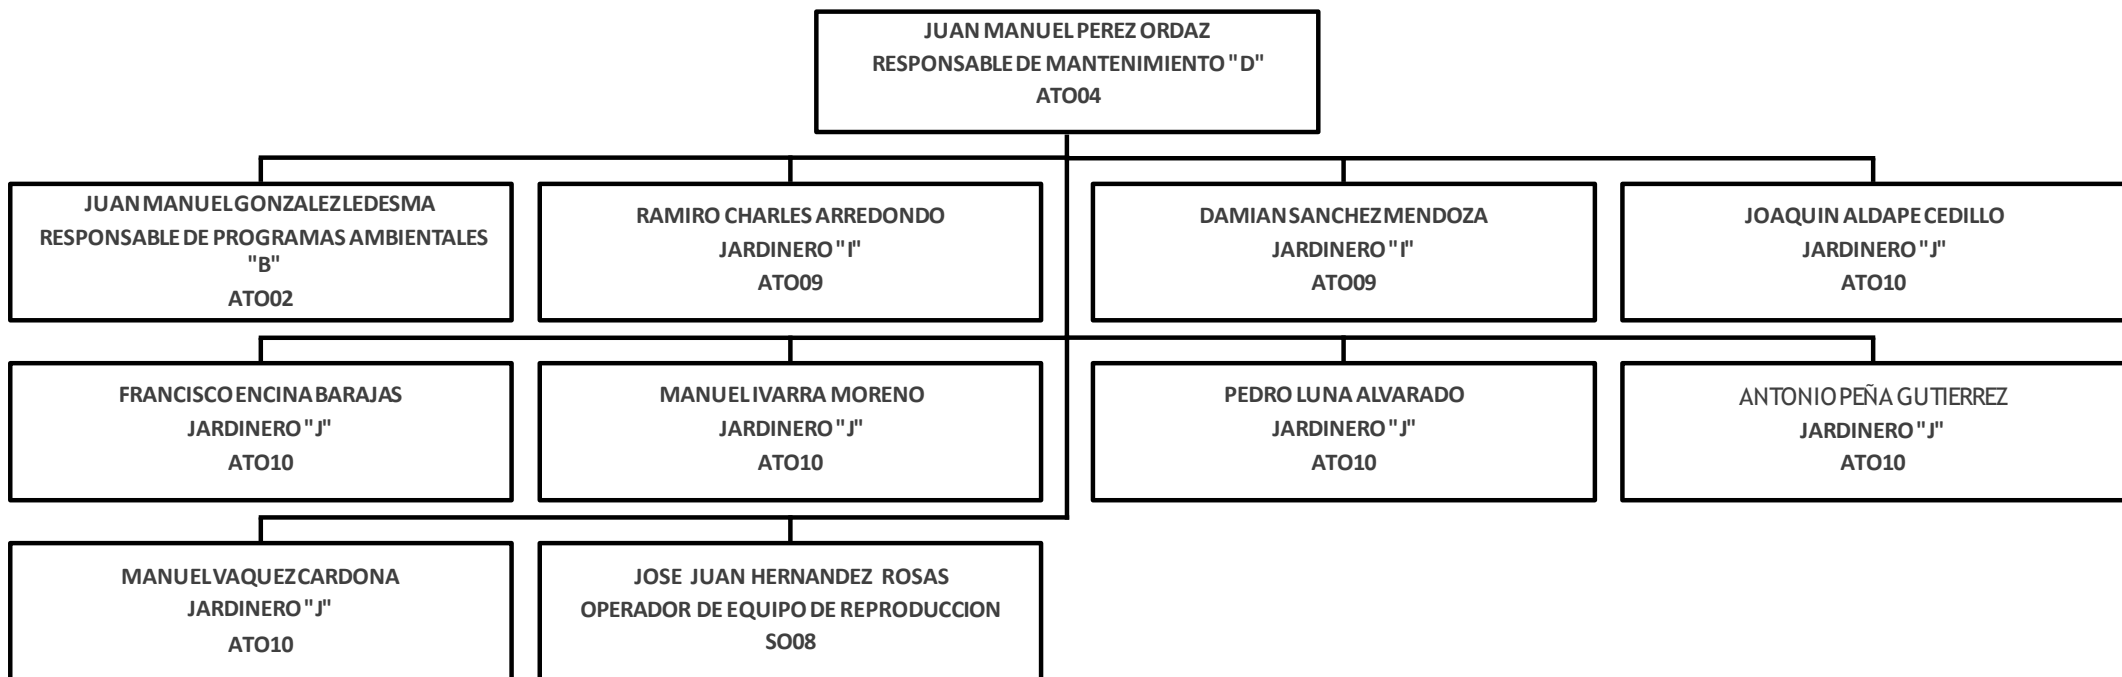 JUAN MANUEL PEREZ ORDAZ
RESPONSABLE DE MANTENIMIENTO "D"
ATO04
JUAN MANUEL GONZALEZ LEDESMA
RESPONSABLE DE PROGRAMAS AMBIENTALES
"B"
ATO02
RAMIRO CHARLES ARREDONDO
JARDINERO "I"
ATO09
DAMIAN SANCHEZ MENDOZA
JARDINERO "I"
ATO09
JOAQUIN ALDAPE CEDILLO
JARDINERO "J"
ATO10
FRANCISCO ENCINA BARAJAS
JARDINERO "J"
ATO10
MANUEL IVARRA MORENO
JARDINERO "J"
ATO10
PEDRO LUNA ALVARADO
JARDINERO "J"
ATO10
ANTONIO PEÑA GUTIERREZ
JARDINERO "J"
ATO10
MANUEL VAQUEZ CARDONA
JARDINERO "J"
ATO10
JOSE JUAN HERNANDEZ ROSAS
OPERADOR DE EQUIPO DE REPRODUCCION
SO08